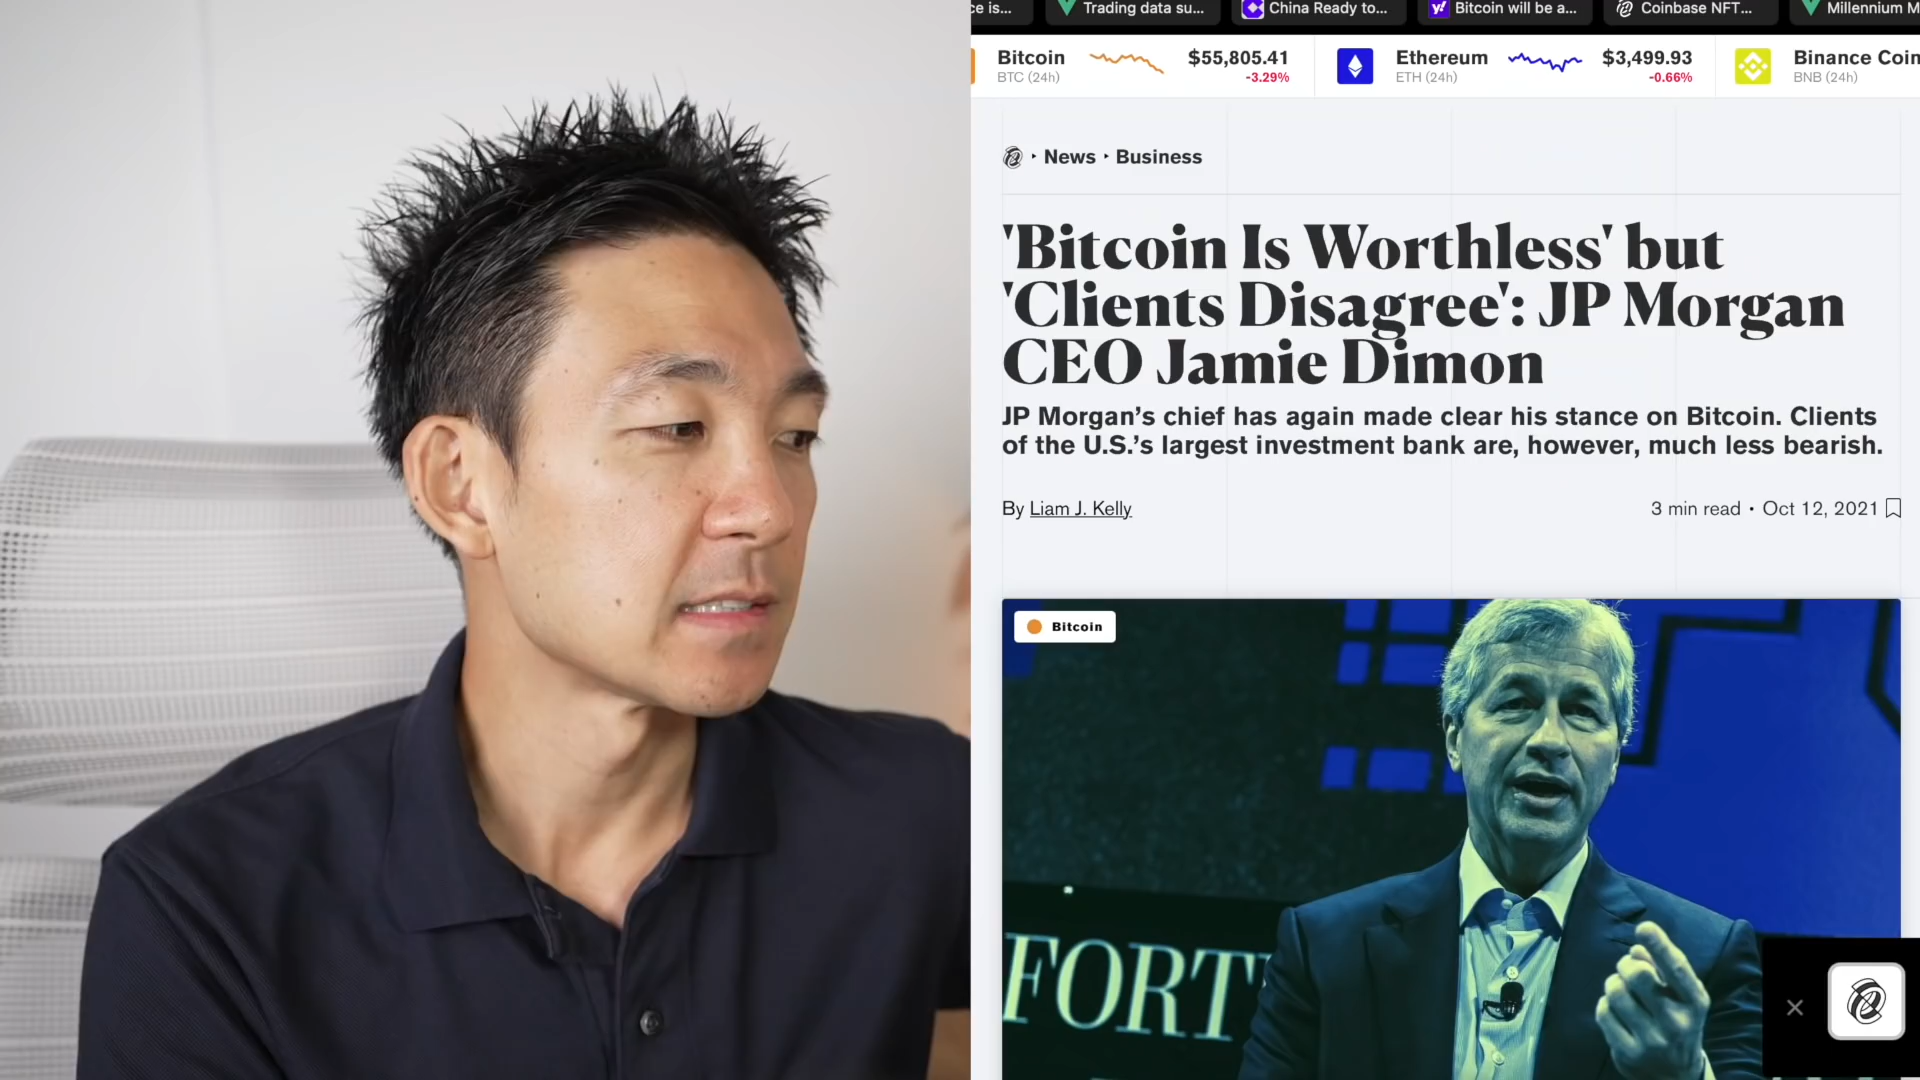 ce is...
Trading data su...
China Ready to...
Bitcoin will be a...
Coinbase NFT...
Millennium M
Bitcoin
BTC (24h)
$55,805.41
-3.29%
Ethereum
ETH (24h)
$3,499.93
-0.66%
Binance Coin
BNB (24h)
News
Business
'Bitcoin Is Worthless' but
'Clients Disagree': JP Morgan
CEO Jamie Dimon
JP Morgan’s chief has again made clear his stance on Bitcoin. Clients
of the U.S.’s largest investment bank are, however, much less bearish.
By Liam J. Kelly
3 min read • Oct 12, 2021
Bitcoin
FORT